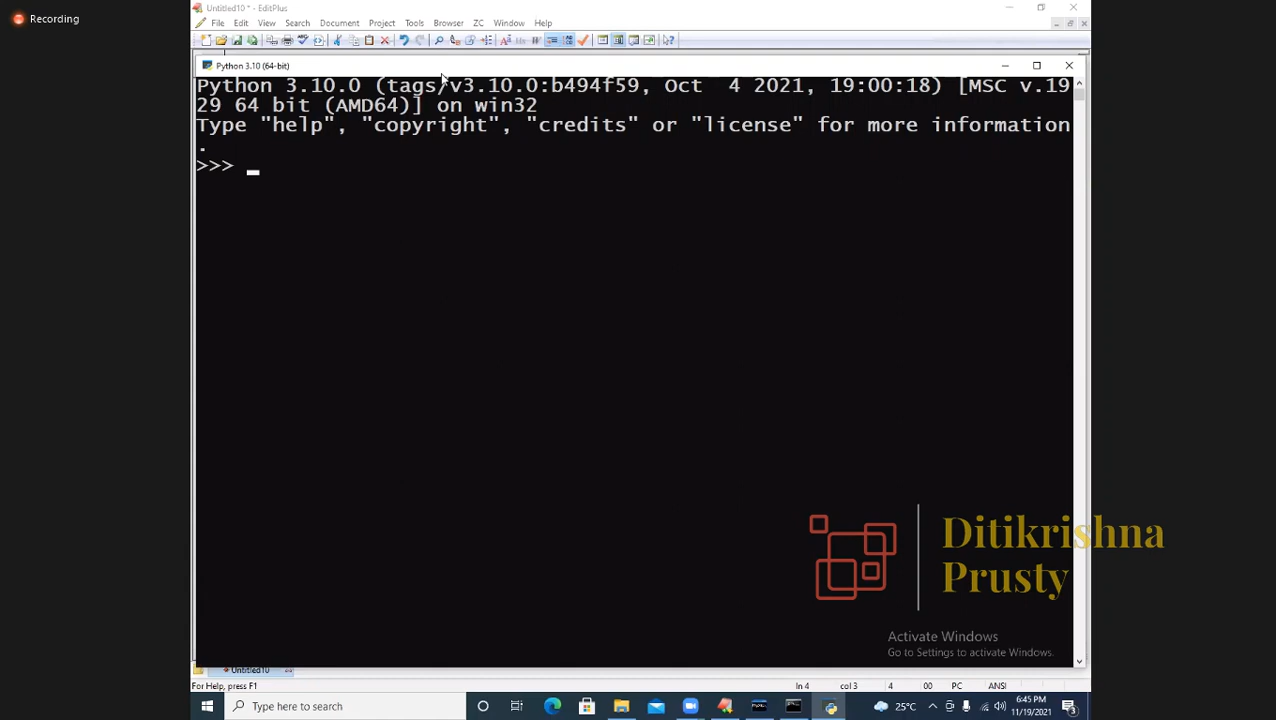 Recording
Untitled10 * - EditPlus
File Edit View Search Document Project Tools Browser ZC Window Help
Python 3.10 (64-bit)
Python 3.10.0 (tags/v3.10.0:b494f59, Oct  4 2021, 19:00:18) [MSC v.19
29 64 bit (AMD64)] on win32
Type "help", "copyright", "credits" or "license" for more information
.
>>>
Ditikrishna
Prusty
Activate Windows
Go to Settings to activate Windows.
Untitled10
For Help, press F1 ln 4 col 3 4 00 PC ANSI
Type here to search 25°C 6:45 PM
11/19/2021 3